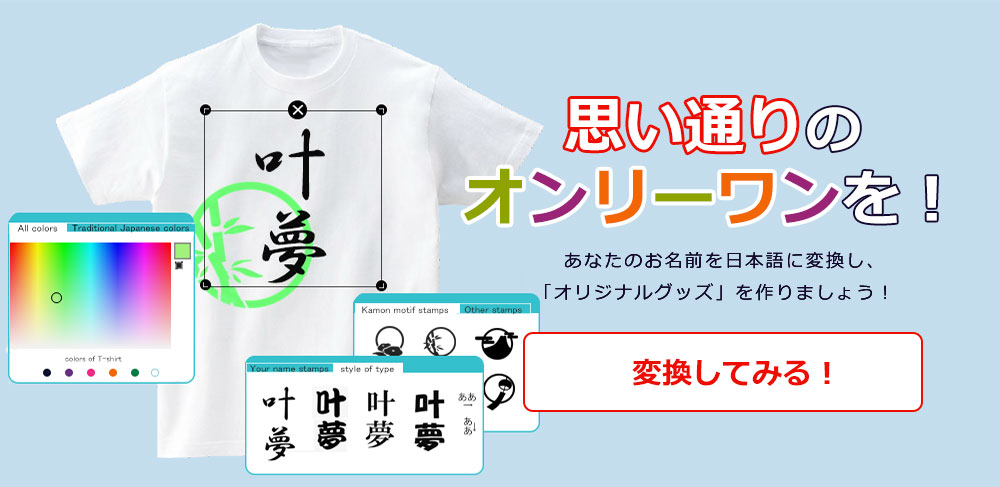 叶
夢
思い通りの
オンリーワンを！
あなたのお名前を日本語に変換し、
「オリジナルグッズ」を作りましょう！
変換してみる！
All colors
Traditional Japanese colors
colors of T-shirt
Kamon motif stamps
Other stamps
Your name stamps
style of type
叶夢
叶夢
叶夢
叶夢
ああ→
ああ↓